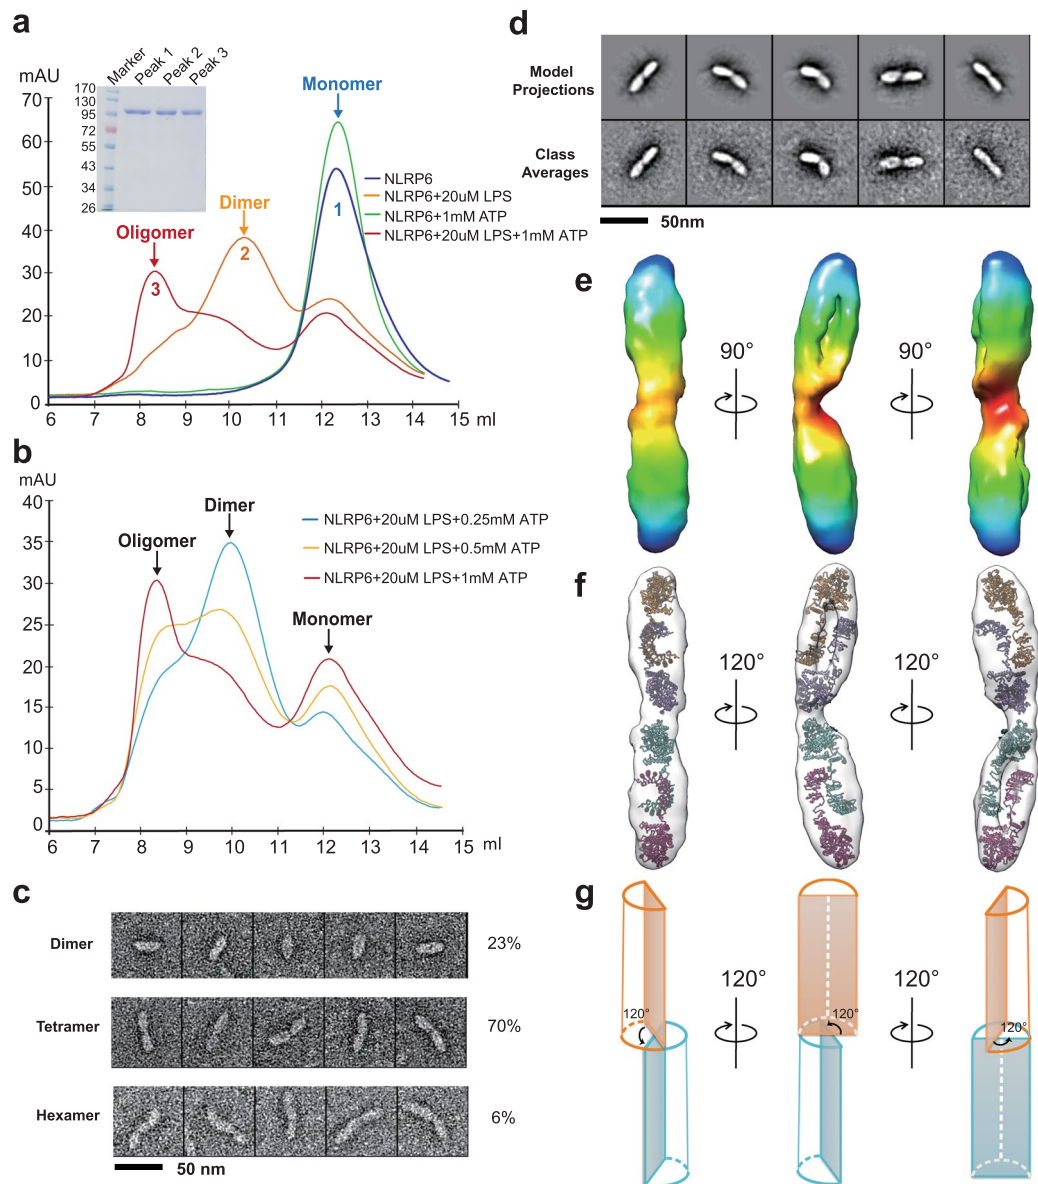 a
mAU
70
60
50
40
30
20
10
0
6 7 8 9 10 11 12 13 14 15 ml
Marker
Peak 1
Peak 2
Peak 3
170
130
95
72
55
43
34
26
Monomer
1
Dimer
2
Oligomer
3
NLRP6
NLRP6+20uM LPS
NLRP6+1mM ATP
NLRP6+20uM LPS+1mM ATP
b
mAU
40
35
30
25
20
15
10
5
0
6 7 8 9 10 11 12 13 14 15 ml
Oligomer
Dimer
Monomer
NLRP6+20uM LPS+0.25mM ATP
NLRP6+20uM LPS+0.5mM ATP
NLRP6+20uM LPS+1mM ATP
c
Dimer
23%
Tetramer
70%
Hexamer
6%
50 nm
d
Model
Projections
Class
Averages
50nm
e
90°
90°
f
120°
120°
g
120°
120°
120°
120°
120°